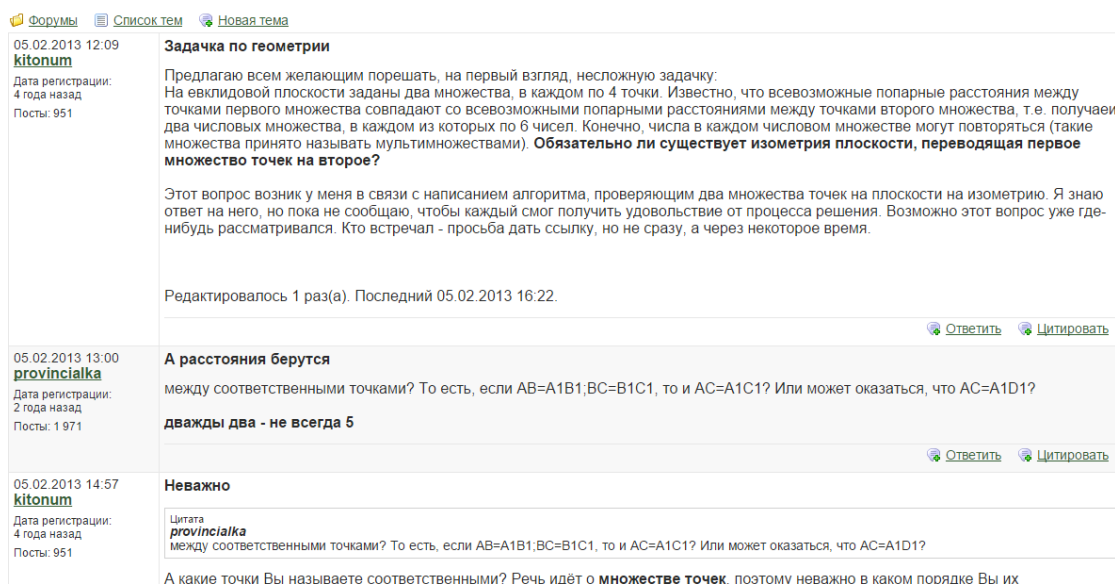 Форумы Список тем Новая тема
05.02.2013 12:09
kitonum
Дата регистрации:
4 года назад
Посты: 951
Задачка по геометрии
Предлагаю всем желающим порешать, на первый взгляд, несложную задачку:
На евклидовой плоскости заданы два множества, в каждом по 4 точки. Известно, что всевозможные попарные расстояния между
точками первого множества совпадают со всевозможными попарными расстояниями между точками второго множества, т.е. получаем
два числовых множества, в каждом из которых по 6 чисел. Конечно, числа в каждом числовом множестве могут повторяться (такие
множества принято называть мультимножествами). Обязательно ли существует изометрия плоскости, переводящая первое
множество точек на второе?
Этот вопрос возник у меня в связи с написанием алгоритма, проверяющим два множества точек на плоскости на изометрию. Я знаю
ответ на него, но пока не сообщаю, чтобы каждый смог получить удовольствие от процесса решения. Возможно этот вопрос уже где-
нибудь рассматривался. Кто встречал - просьба дать ссылку, но не сразу, а через некоторое время.
Редактировалось 1 раз(а). Последний 05.02.2013 16:22.
Ответить Цитировать
05.02.2013 13:00
provincialka
Дата регистрации:
2 года назад
Посты: 1 971
А расстояния берутся
между соответственными точками? То есть, если AB=A1B1;BC=B1C1, то и AC=A1C1? Или может оказаться, что AC=A1D1?
дважды два - не всегда 5
Ответить Цитировать
05.02.2013 14:57
kitonum
Дата регистрации:
4 года назад
Посты: 951
Неважно
Цитата
provincialka
между соответственными точками? То есть, если AB=A1B1;BC=B1C1, то и AC=A1C1? Или может оказаться, что AC=A1D1?
А какие точки Вы называете соответственными? Речь идёт о множестве точек, поэтому неважно в каком порядке Вы их